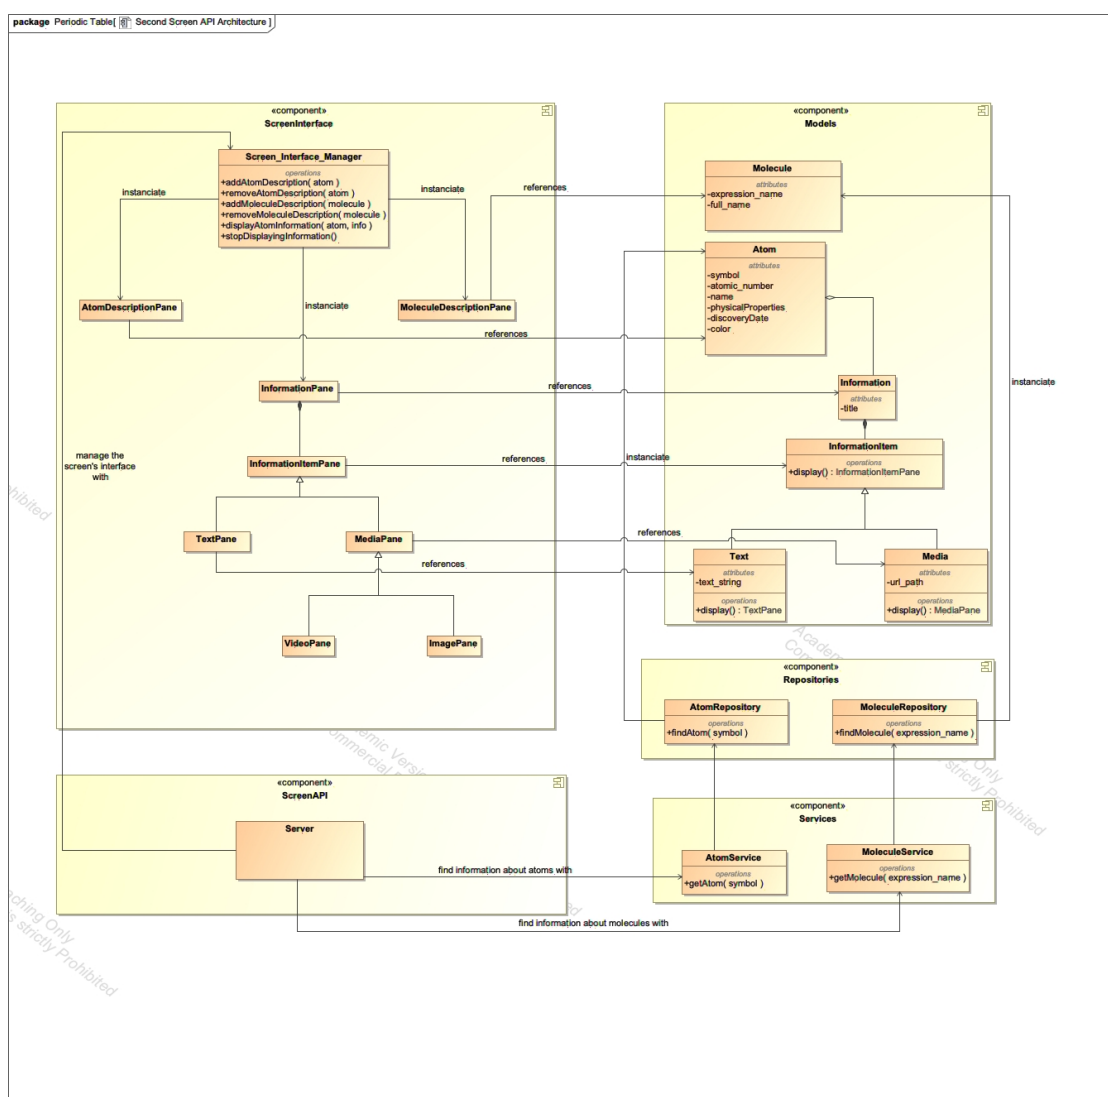 package Periodic Table[ Second Screen API Architecture ]
«component»
ScreenInterface
Screen_Interface_Manager
operations
+addAtomDescription( atom )
+removeAtomDescription( atom )
+addMoleculeDescription( molecule )
+removeMoleculeDescription( molecule )
+displayAtomInformation( atom, info )
+stopDisplayingInformation()
instanciate
instanciate
instanciate
AtomDescriptionPane
MoleculeDescriptionPane
InformationPane
InformationItemPane
TextPane
MediaPane
VideoPane
ImagePane
manage the
screen's interface
with
references
references
references
references
references
references
«component»
Models
Molecule
attributes
-expression_name
-full_name
Atom
attributes
-symbol
-atomic_number
-name
-physicalProperties
-discoveryDate
-color
Information
attributes
-title
InformationItem
operations
+display() : InformationItemPane
Text
attributes
-text_string
operations
+display() : TextPane
Media
attributes
-url_path
operations
+display() : MediaPane
instanciate
instanciate
«component»
Repositories
AtomRepository
operations
+findAtom( symbol )
MoleculeRepository
operations
+findMolecule( expression_name )
«component»
ScreenAPI
Server
find information about atoms with
find information about molecules with
«component»
Services
AtomService
operations
+getAtom( symbol )
MoleculeService
operations
+getMolecule( expression_name )